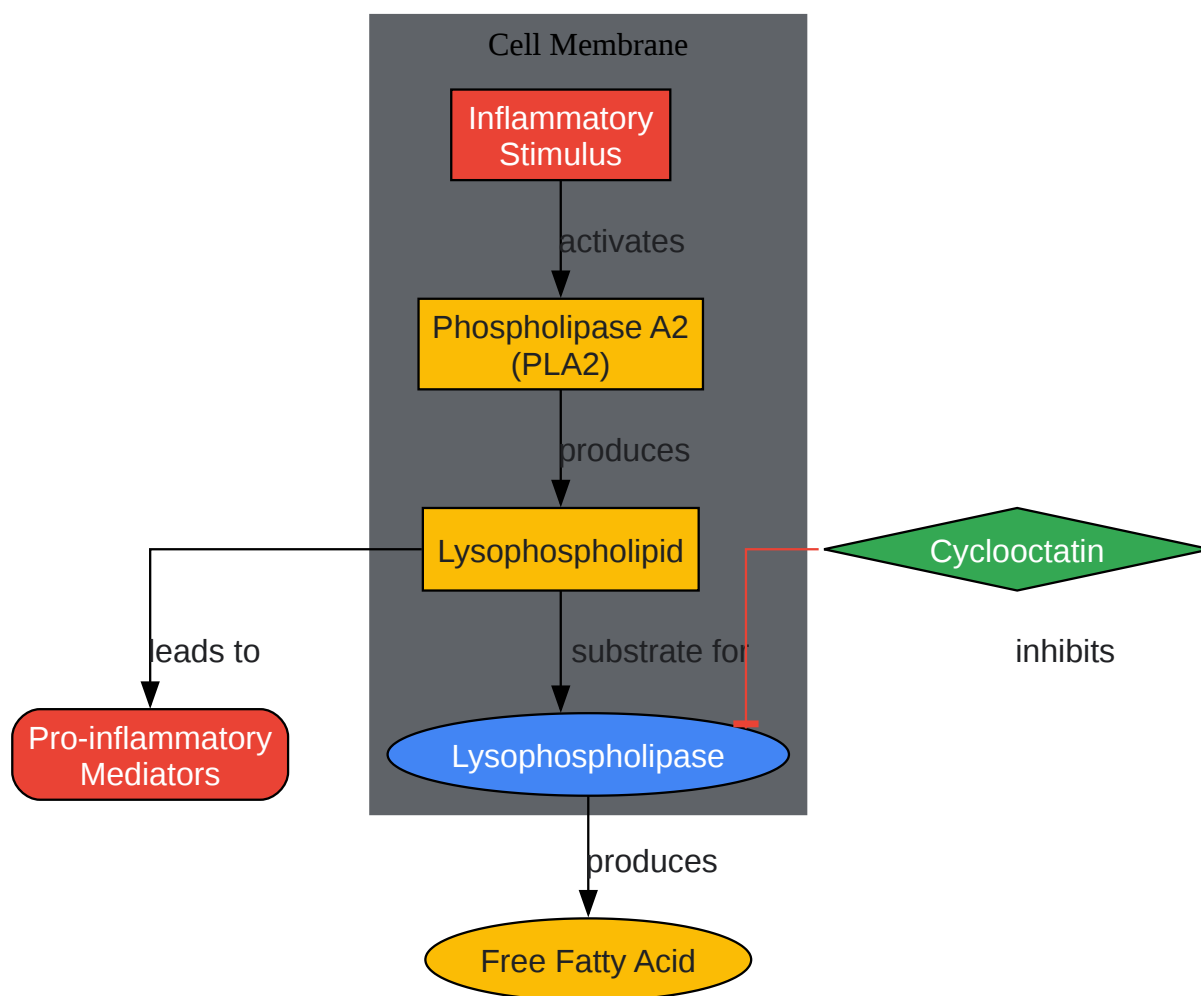 Cell Membrane
Inflammatory
Stimulus
activates
Phospholipase A2
(PLA2)
produces
Lysophospholipid
Cyclooctatin
leads to
substrate for
inhibits
Pro-inflammatory
Mediators
Lysophospholipase
produces
Free Fatty Acid